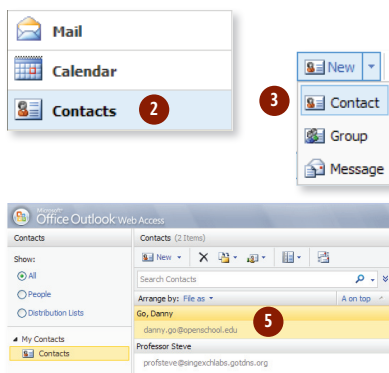 Mail
Calendar
Contacts 2
New
3 Contact
Group
Message
Microsoft
Office Outlook Web Access
Contacts
Contacts (2 Items)
Show:
New
All
Search Contacts
People
Arrange by: File as
A on top
Distribution Lists
Go, Danny
danny.go@openschool.edu
5
My Contacts
Professor Steve
Contacts
profsteve@singexchlabs.gotdns.org